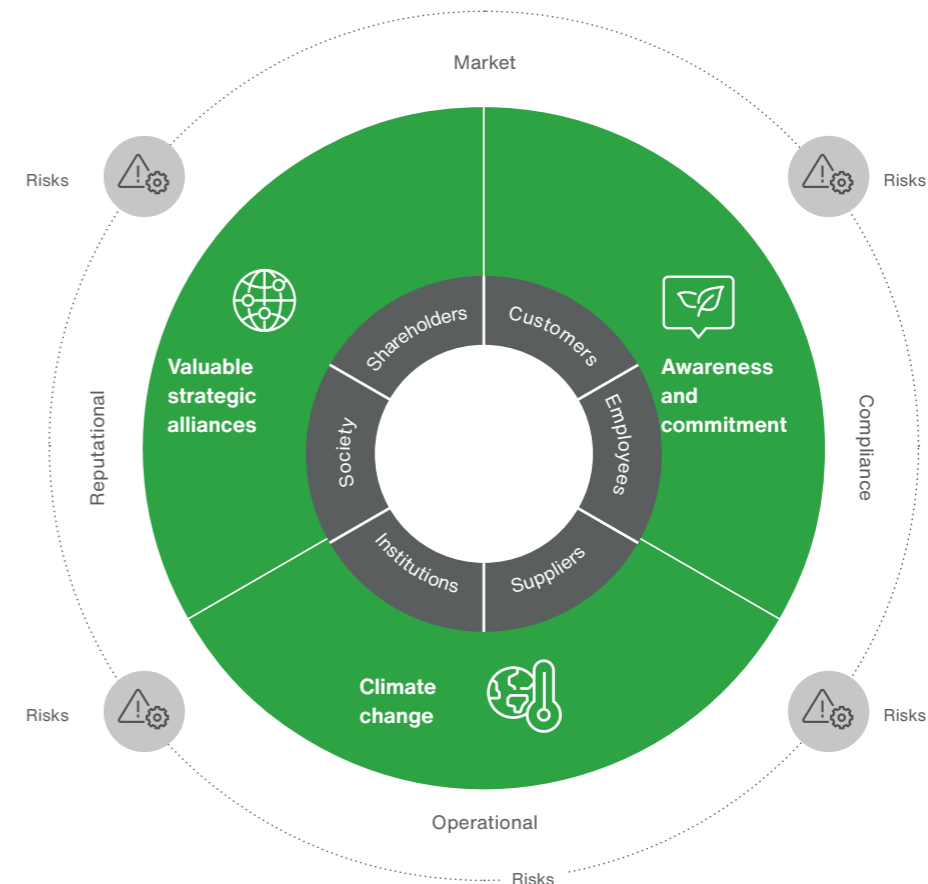 Market
Risks
Risks
Shareholders
Customers
Valuable
strategic
alliances
Awareness
and
commitment
Reputational
Society
Employees
Compliance
Institutions
Suppliers
Climate
change
Risks
Risks
Operational
Risks